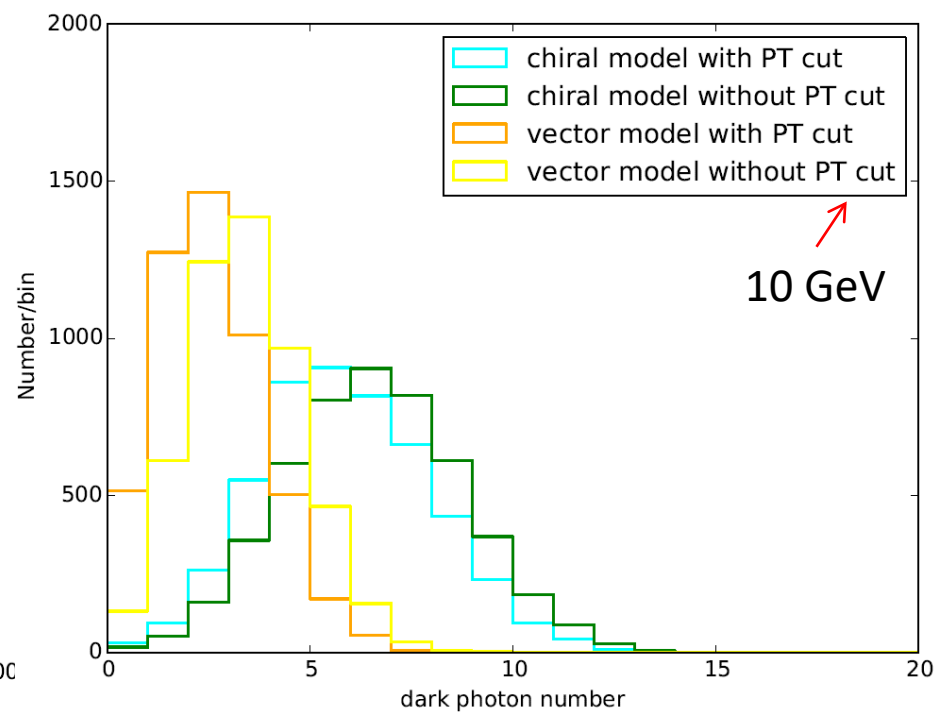 2000
1500
1000
500
0
Number/bin
chiral model with PT cut
chiral model without PT cut
vector model with PT cut
vector model without PT cut
10 GeV
0 5 10 15 20
dark photon number